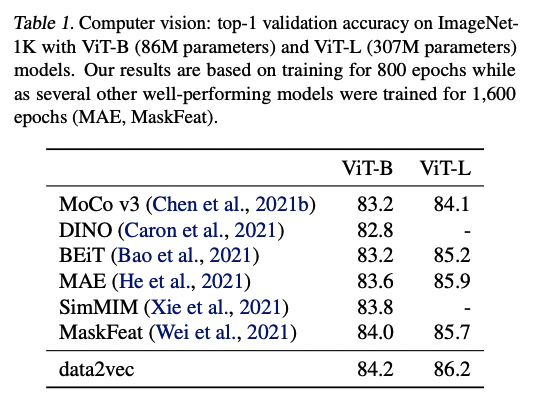 Table 1. Computer vision: top-1 validation accuracy on ImageNet-
1K with ViT-B (86M parameters) and ViT-L (307M parameters)
models. Our results are based on training for 800 epochs while
as several other well-performing models were trained for 1,600
epochs (MAE, MaskFeat).
ViT-B ViT-L
MoCo v3 (Chen et al., 2021b) 83.2 84.1
DINO (Caron et al., 2021) 82.8 -
BEiT (Bao et al., 2021) 83.2 85.2
MAE (He et al., 2021) 83.6 85.9
SimMIM (Xie et al., 2021) 83.8 -
MaskFeat (Wei et al., 2021) 84.0 85.7
data2vec 84.2 86.2